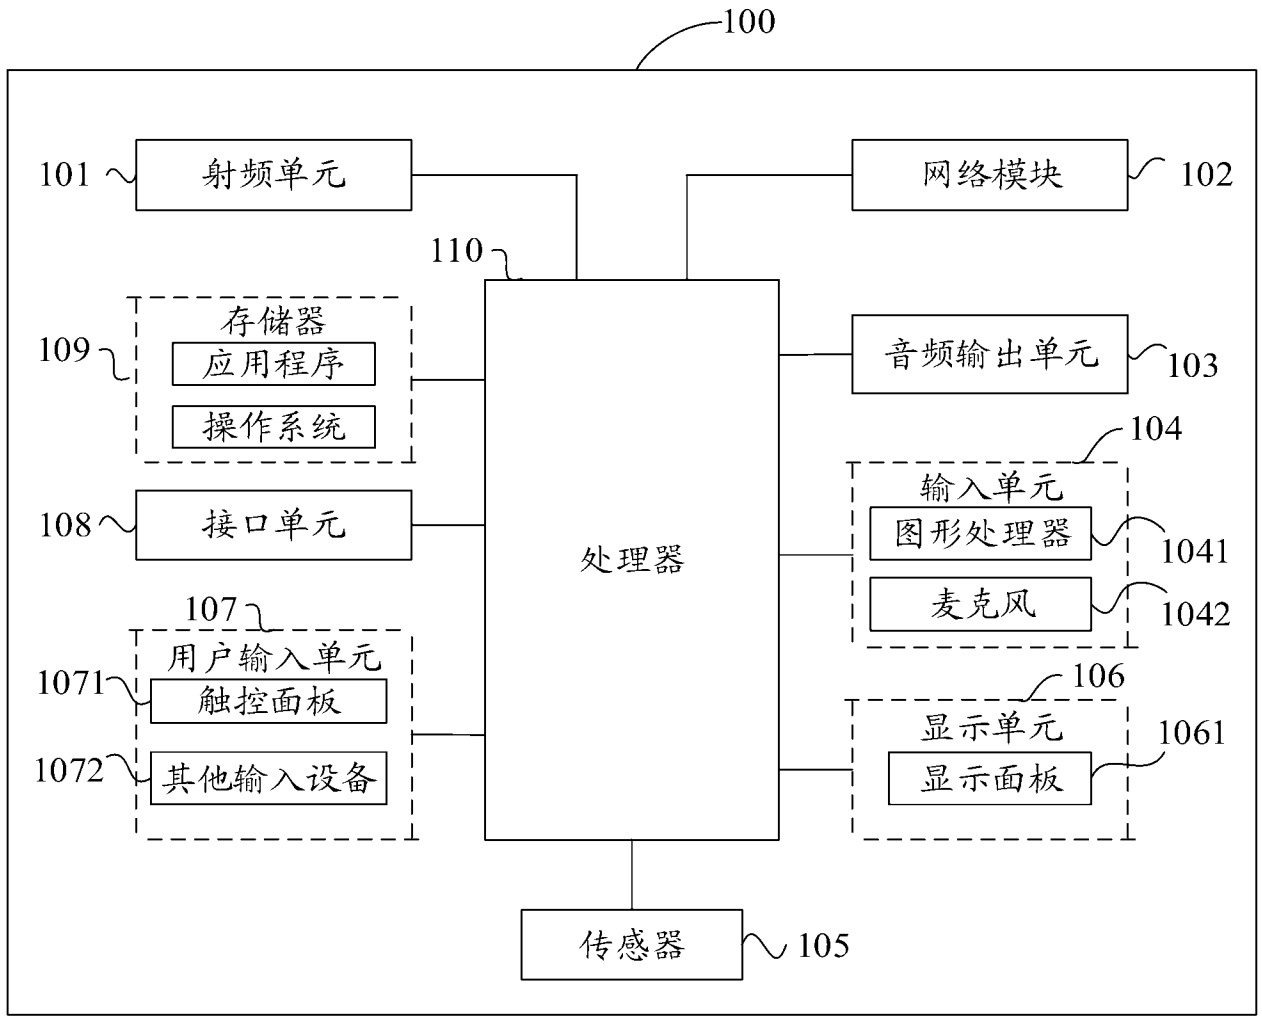 100
101
射频单元
网络模块
102
110
109
存储器
应用程序
操作系统
音频输出单元
103
104
输入单元
图形处理器
1041
麦克风
1042
108
接口单元
处理器
107
用户输入单元
1071
触控面板
1072
其他输入设备
106
显示单元
显示面板
1061
传感器
105